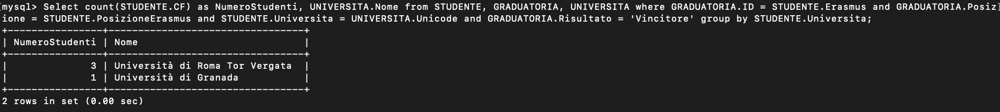 mysql> Select count(STUDENTE.CF) as NumeroStudenti, UNIVERSITA.Nome from STUDENTE, GRADUATORIA, UNIVERSITA where GRADUATORIA.ID = STUDENTE.Erasmus and GRADUATORIA.Posiz
ione = STUDENTE.PosizioneErasmus and STUDENTE.Universita = UNIVERSITA.Unicode and GRADUATORIA.Risultato = 'Vincitore' group by STUDENTE.Universita;
+----------------+---------------------------------+
| NumeroStudenti | Nome                            |
+----------------+---------------------------------+
|              3 | Università di Roma Tor Vergata  |
|              1 | Università di Granada           |
+----------------+---------------------------------+
2 rows in set (0.00 sec)